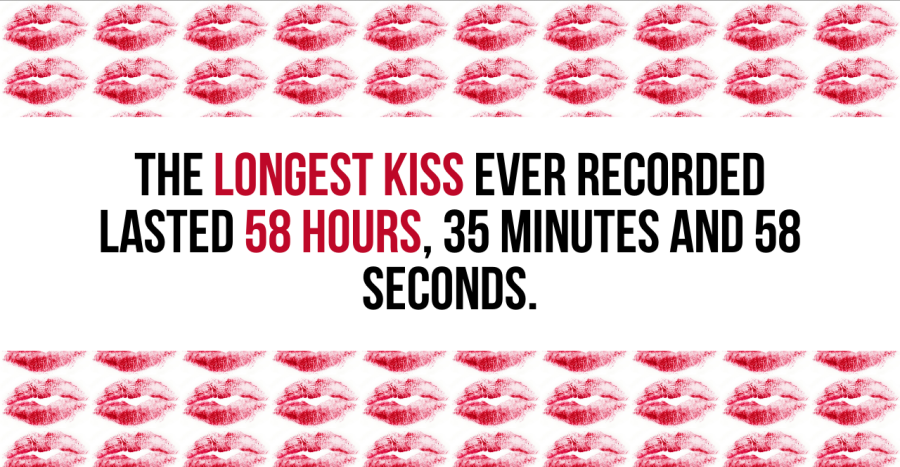 THE LONGEST KISS EVER RECORDED
LASTED 58 HOURS, 35 MINUTES AND 58
SECONDS.